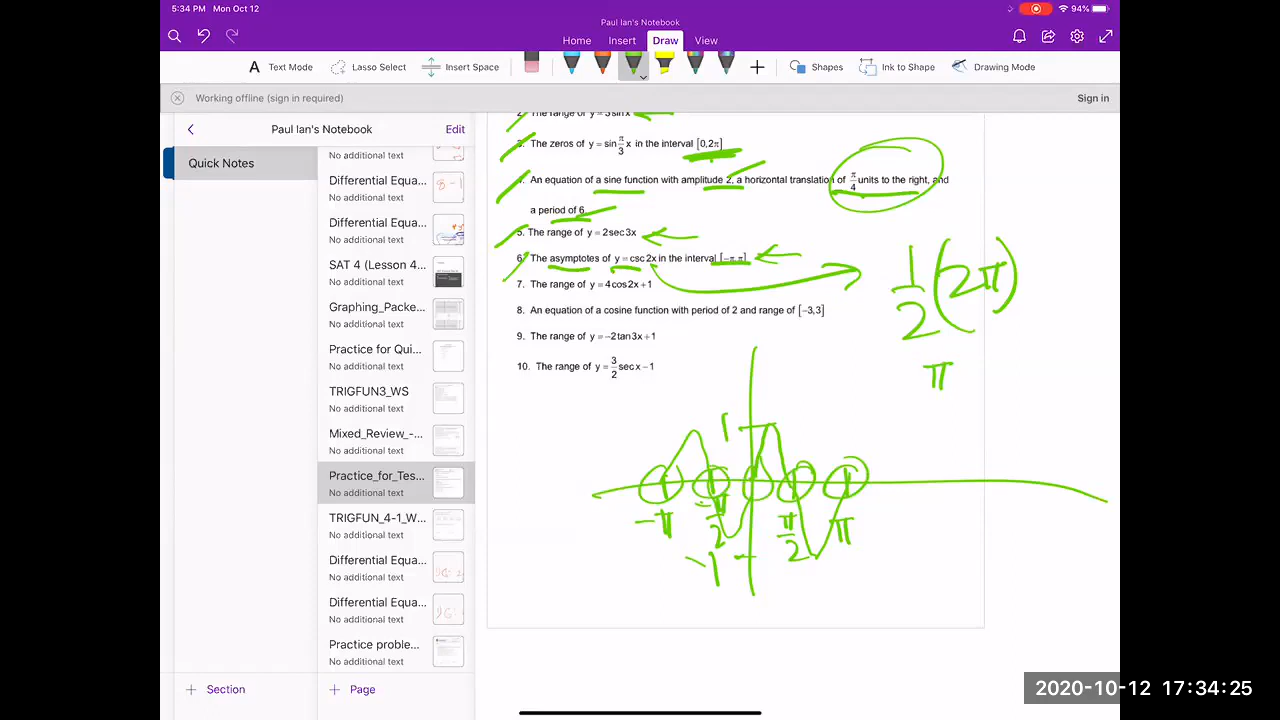 5:34 PM Mon Oct 12
94%
Paul Ian's Notebook
Home Insert Draw View
Text Mode Lasso Select Insert Space Shapes Ink to Shape Drawing Mode
Working offline (sign in required) Sign in
Paul Ian's Notebook Edit
Quick Notes
No additional text
Differential Equa...
No additional text
Differential Equa...
No additional text
SAT 4 (Lesson 4...
No additional text
Graphing_Packe...
No additional text
Practice for Qui...
No additional text
TRIGFUN3_WS
No additional text
Mixed_Review_-...
No additional text
Practice_for_Tes...
No additional text
TRIGFUN_4-1_W...
No additional text
Differential Equa...
No additional text
Differential Equa...
No additional text
Practice proble...
No additional text
+ Section + Page
2. The range of y = 3sinx
3. The zeros of y = sin π/3 x in the interval [0,2π]
4. An equation of a sine function with amplitude 2, a horizontal translation of π/4 units to the right, and
a period of 6
5. The range of y = 2sec3x
6. The asymptotes of y = csc2x in the interval [−π,π]
7. The range of y = 4cos2x+1
8. An equation of a cosine function with period of 2 and range of [−3,3]
9. The range of y = −2tan3x+1
10. The range of y = 3/2 secx−1
1/2 (2π)
π
1
-π -π/2 π/2 π
-1
2020-10-12 17:34:25